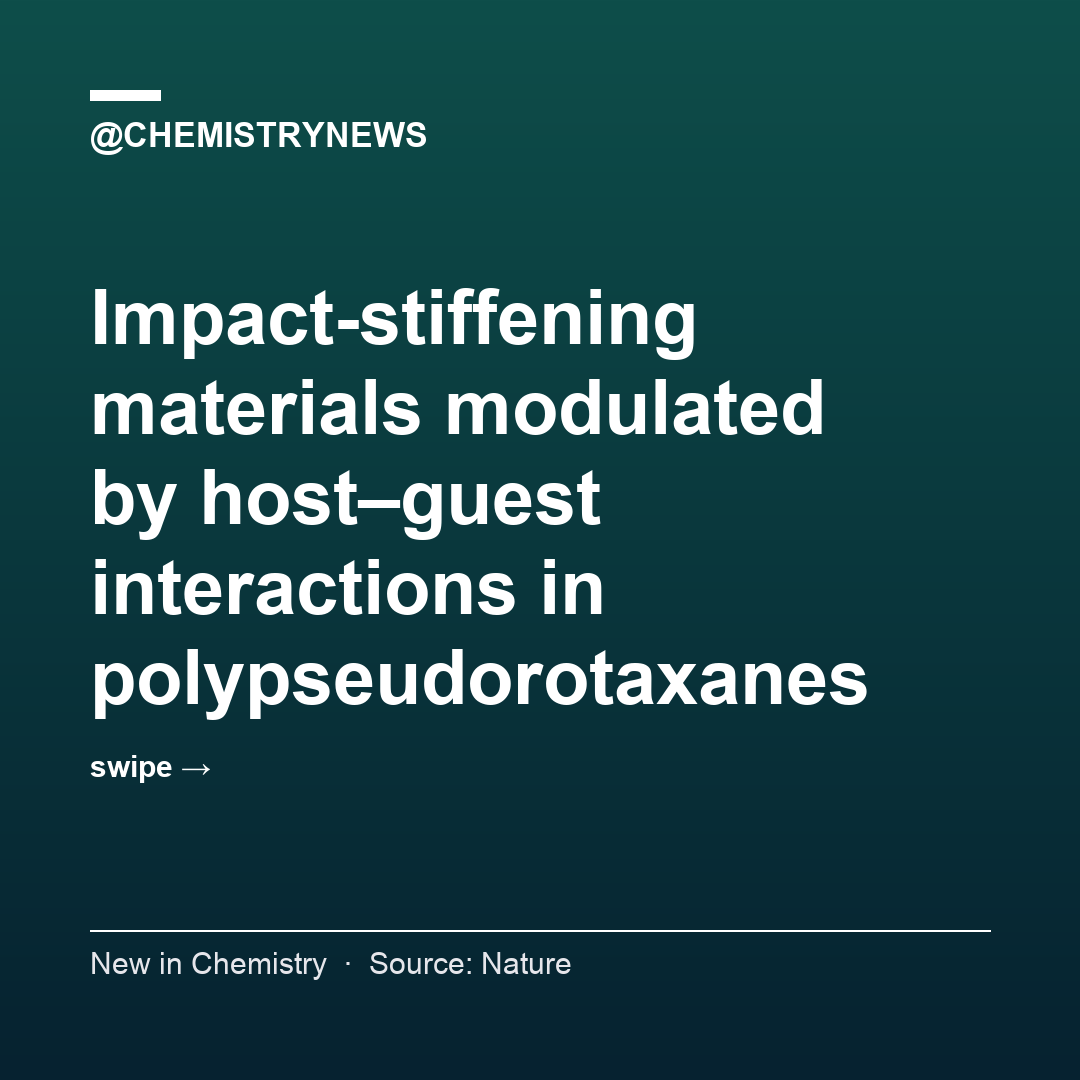 @CHEMISTRYNEWS
Impact-stiffening
materials modulated
by host–guest
interactions in
polypseudorotaxanes
swipe →
New in Chemistry · Source: Nature